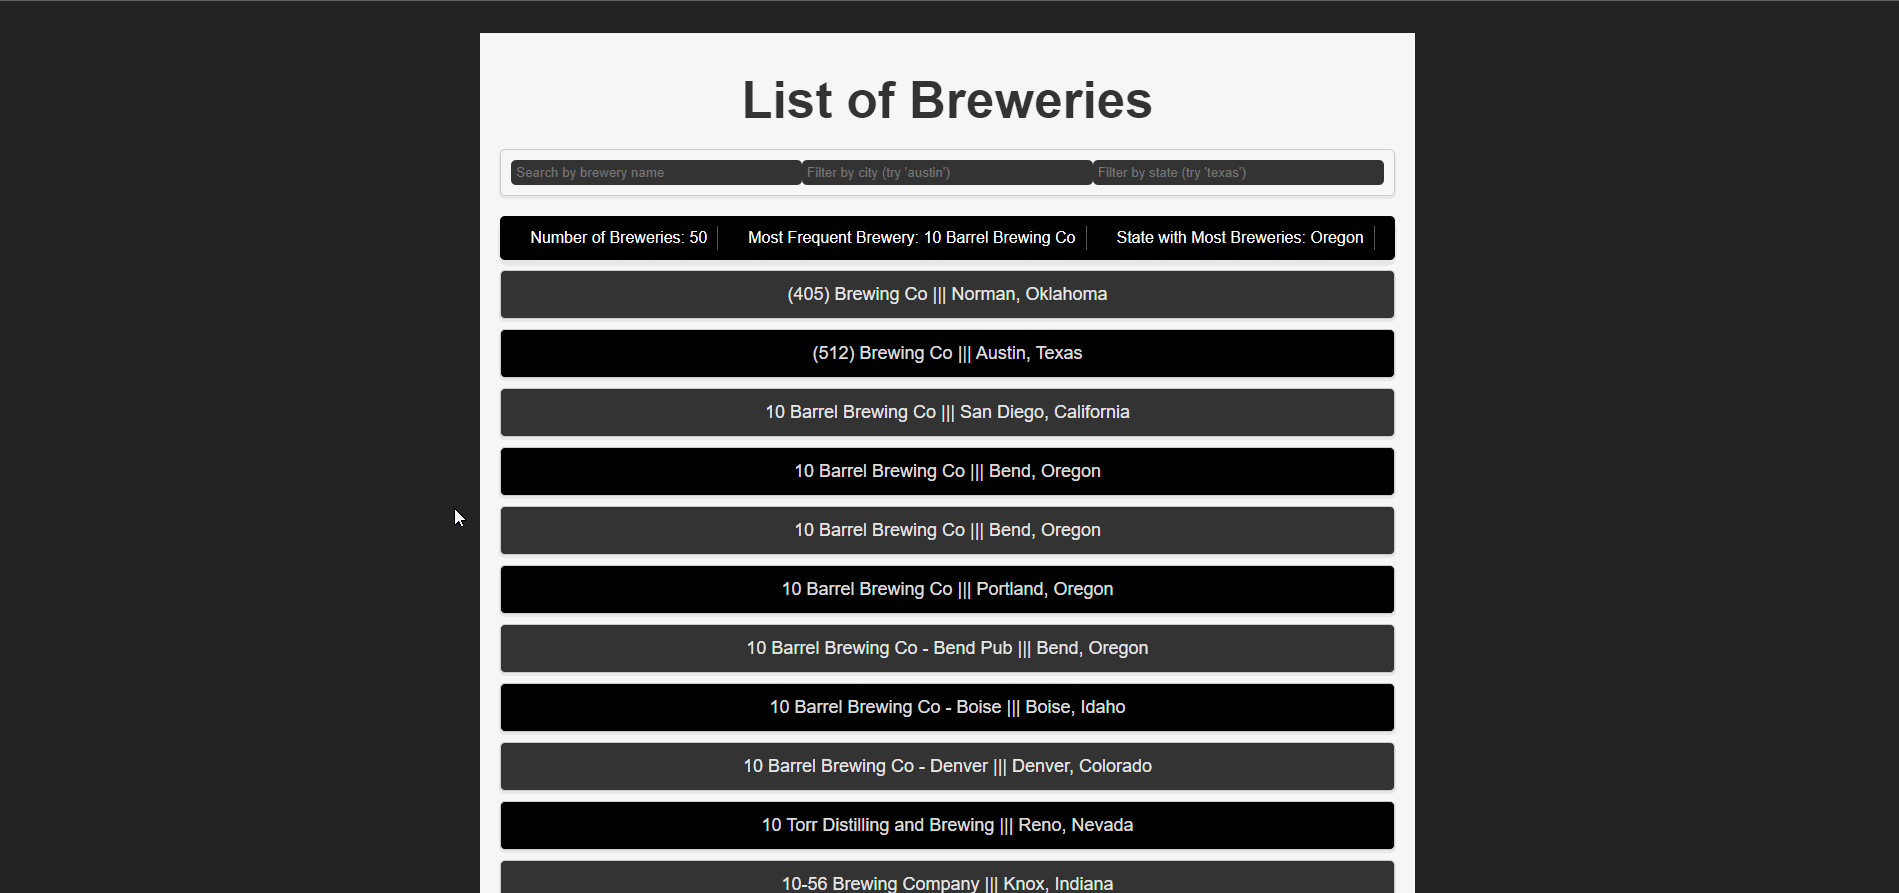 List of Breweries
Search by brewery name Filter by city (try 'austin') Filter by state (try 'texas')
Number of Breweries: 50 Most Frequent Brewery: 10 Barrel Brewing Co State with Most Breweries: Oregon
(405) Brewing Co ||| Norman, Oklahoma
(512) Brewing Co ||| Austin, Texas
10 Barrel Brewing Co ||| San Diego, California
10 Barrel Brewing Co ||| Bend, Oregon
10 Barrel Brewing Co ||| Bend, Oregon
10 Barrel Brewing Co ||| Portland, Oregon
10 Barrel Brewing Co - Bend Pub ||| Bend, Oregon
10 Barrel Brewing Co - Boise ||| Boise, Idaho
10 Barrel Brewing Co - Denver ||| Denver, Colorado
10 Torr Distilling and Brewing ||| Reno, Nevada
10-56 Brewing Company ||| Knox, Indiana